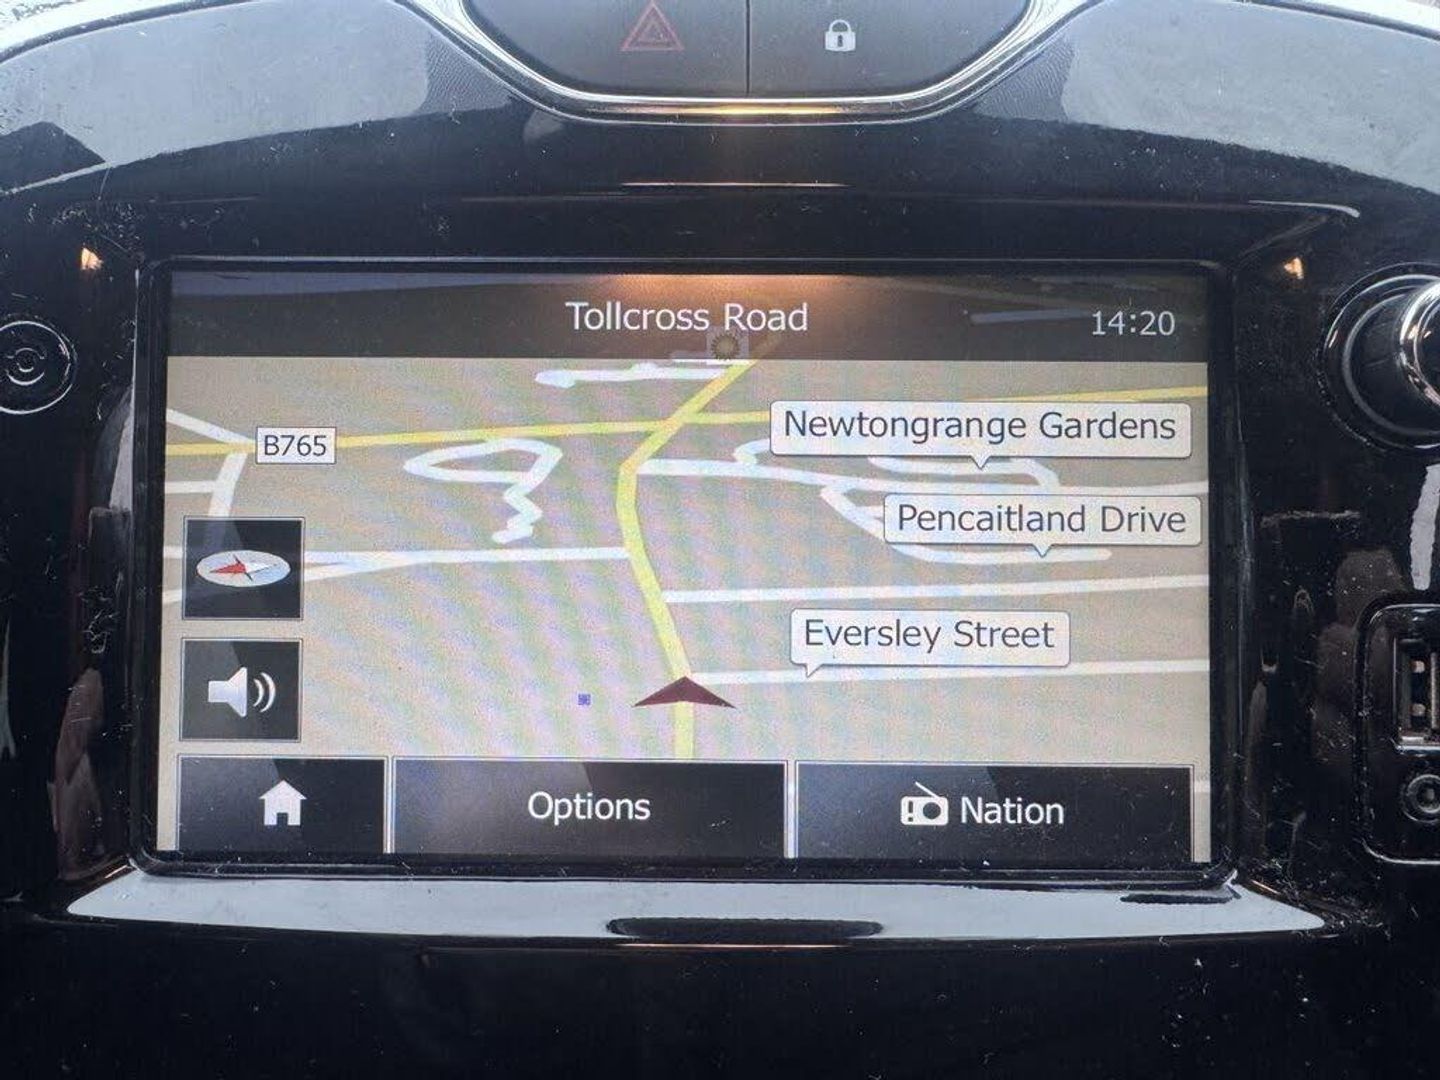 Tollcross Road
14:20
Newtongrange Gardens
B765
Pencaitland Drive
Eversley Street
Options
Nation